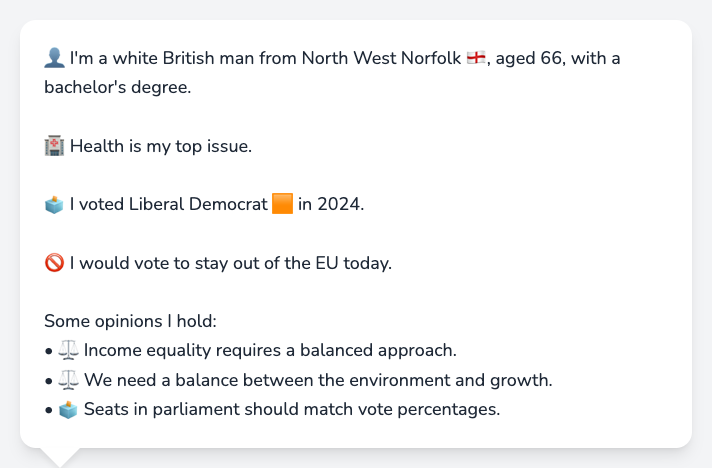 👤 I'm a white British man from North West Norfolk 🏴󠁧󠁢󠁥󠁮󠁧󠁿, aged 66, with a
bachelor's degree.
🏥 Health is my top issue.
🗳️ I voted Liberal Democrat 🟧 in 2024.
🚫 I would vote to stay out of the EU today.
Some opinions I hold:
• ⚖️ Income equality requires a balanced approach.
• ⚖️ We need a balance between the environment and growth.
• 🗳️ Seats in parliament should match vote percentages.